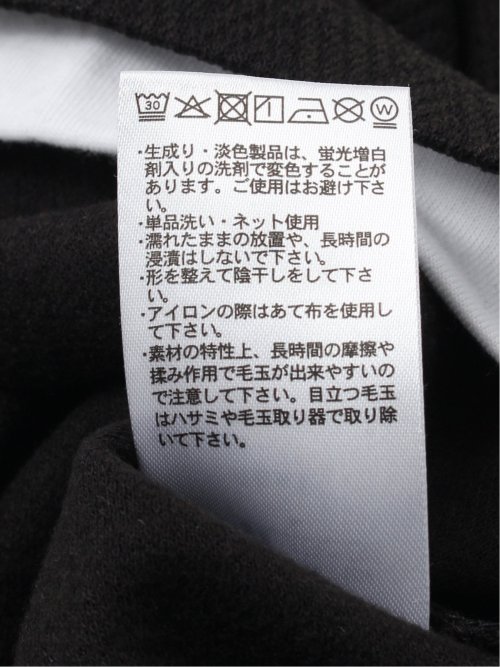 30 W
・生成り・淡色製品は、蛍光増白
剤入りの洗剤で変色することが
あります。ご使用はお避け下さ
い。
・単品洗い・ネット使用
・濡れたままの放置や、長時間の
浸漬はしないで下さい。
・形を整えて陰干しをして下さ
い。
・アイロンの際はあて布を使用し
て下さい。
・素材の特性上、長時間の摩擦や
揉み作用で毛玉が出来やすいの
で注意して下さい。目立つ毛玉
はハサミや毛玉取り器で取り除
いて下さい。